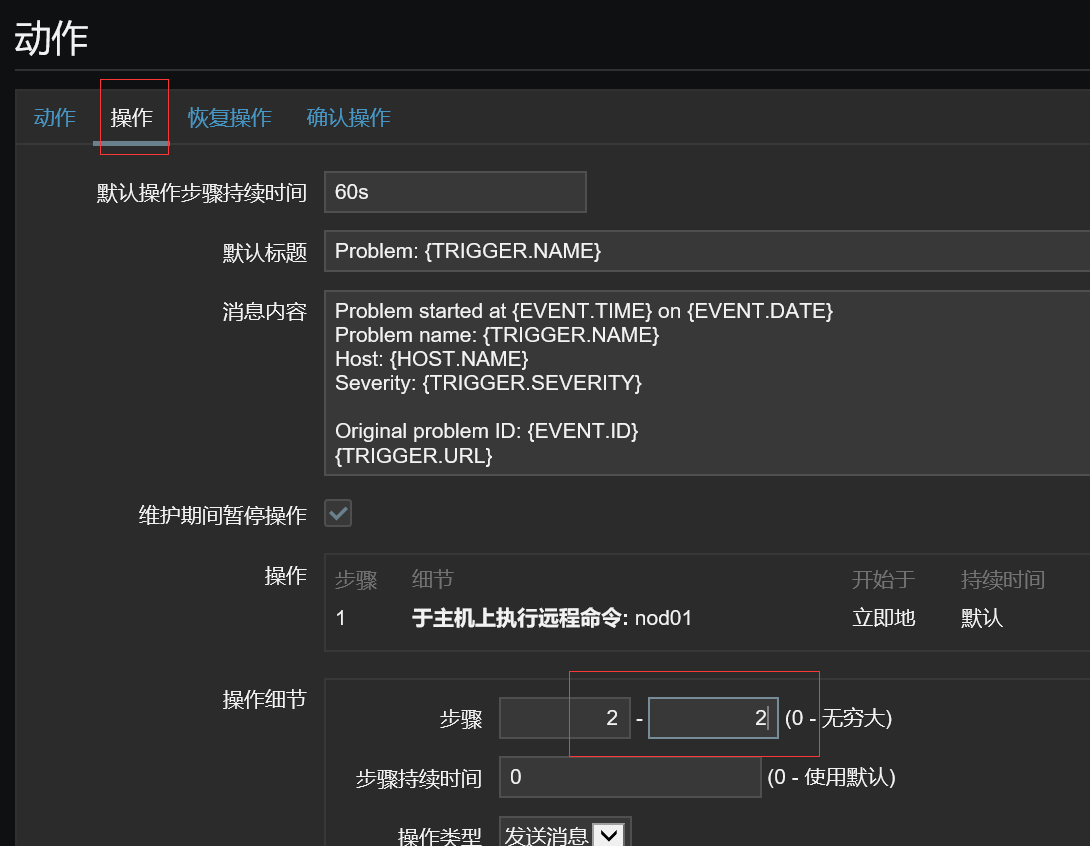 动作
动作 操作 恢复操作 确认操作
默认操作步骤持续时间 60s
默认标题 Problem: {TRIGGER.NAME}
消息内容 Problem started at {EVENT.TIME} on {EVENT.DATE}
Problem name: {TRIGGER.NAME}
Host: {HOST.NAME}
Severity: {TRIGGER.SEVERITY}
Original problem ID: {EVENT.ID}
{TRIGGER.URL}
维护期间暂停操作
操作 步骤 细节 开始于 持续时间
1 于主机上执行远程命令: nod01 立即地 默认
操作细节
步骤 2 - 2 (0 - 无穷大)
步骤持续时间 0 (0 - 使用默认)
操作类型 发送消息